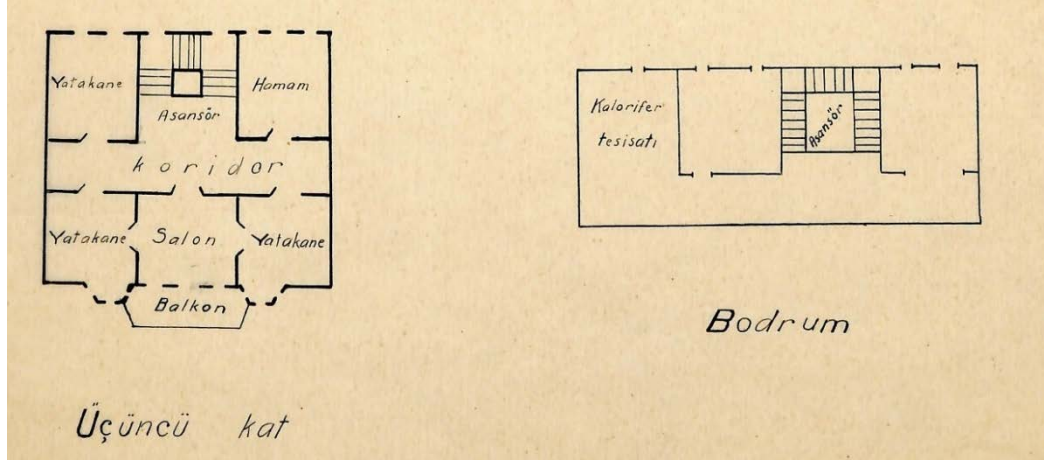 Yatakane
Hamam
Asansör
koridor
Yatakane
Salon
Yatakane
Balkon
Üçüncü kat
Kalorifer
tesisatı
Asansör
Bodrum